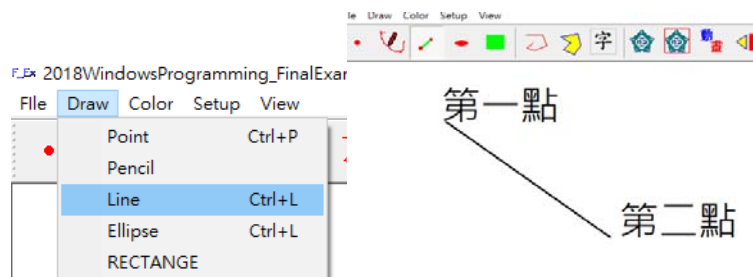 2018WindowsProgramming_FinalExar
FIle Draw Color Setup View
Point Ctrl+P
Pencil
Line Ctrl+L
Ellipse Ctrl+L
RECTANGE
le Draw Color Setup View
字
第一點
第二點